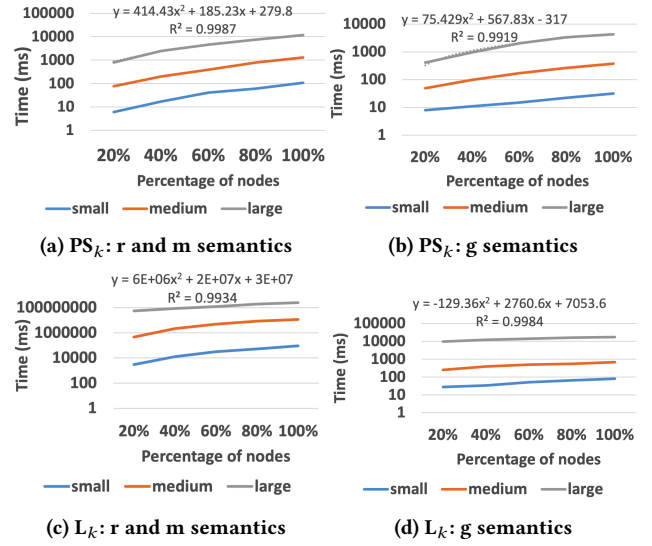 y = 414.43x² + 185.23x + 279.8
R² = 0.9987
100000
10000
1000
100
10
1
Time (ms)
20% 40% 60% 80% 100%
Percentage of nodes
small medium large
(a) PSₖ: r and m semantics
y = 75.429x² + 567.83x - 317
R² = 0.9919
10000
1000
100
10
1
Time (ms)
20% 40% 60% 80% 100%
Percentage of nodes
small medium large
(b) PSₖ: g semantics
y = 6E+06x² + 2E+07x + 3E+07
R² = 0.9934
100000000
1000000
10000
100
1
Time (ms)
20% 40% 60% 80% 100%
Percentage of nodes
small medium large
(c) Lₖ: r and m semantics
y = -129.36x² + 2760.6x + 7053.6
R² = 0.9984
100000
10000
1000
100
10
1
Time (ms)
20% 40% 60% 80% 100%
Percentage of nodes
small medium large
(d) Lₖ: g semantics